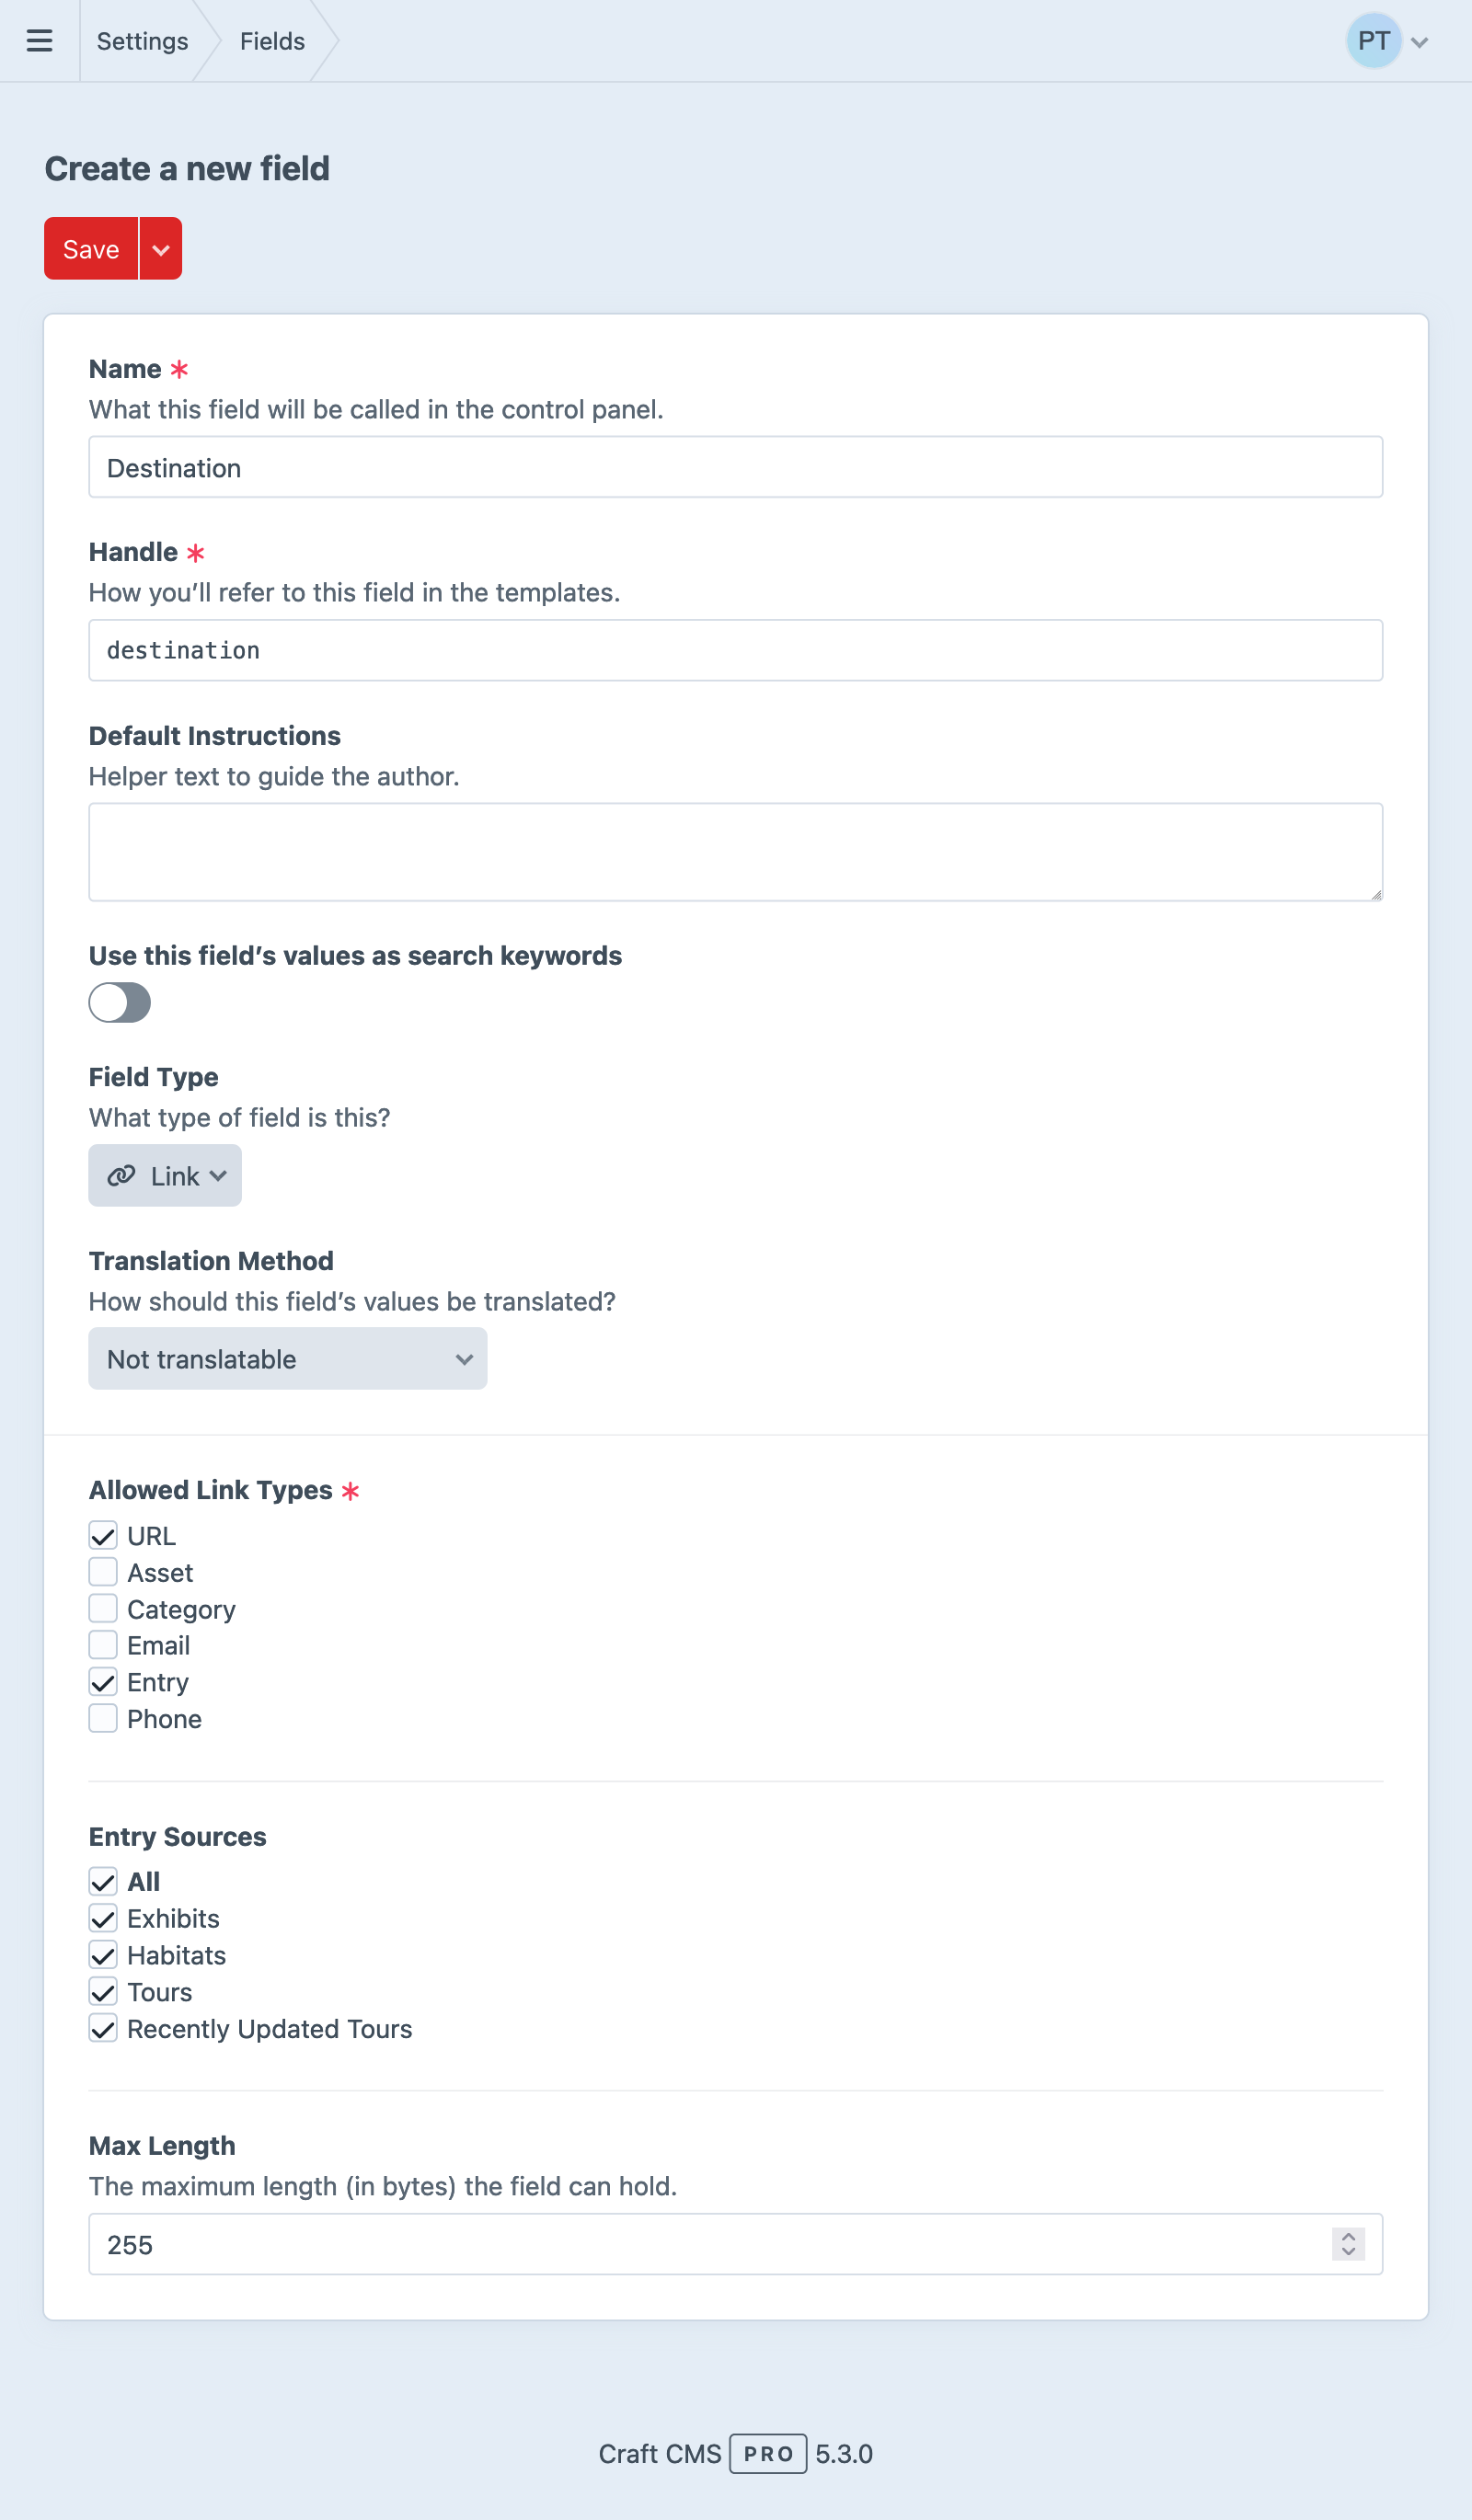 Settings Fields PT
Create a new field
Save
Name *
What this field will be called in the control panel.
Destination
Handle *
How you’ll refer to this field in the templates.
destination
Default Instructions
Helper text to guide the author.
Use this field’s values as search keywords
Field Type
What type of field is this?
Link
Translation Method
How should this field’s values be translated?
Not translatable
Allowed Link Types *
URL
Asset
Category
Email
Entry
Phone
Entry Sources
All
Exhibits
Habitats
Tours
Recently Updated Tours
Max Length
The maximum length (in bytes) the field can hold.
255
Craft CMS PRO 5.3.0